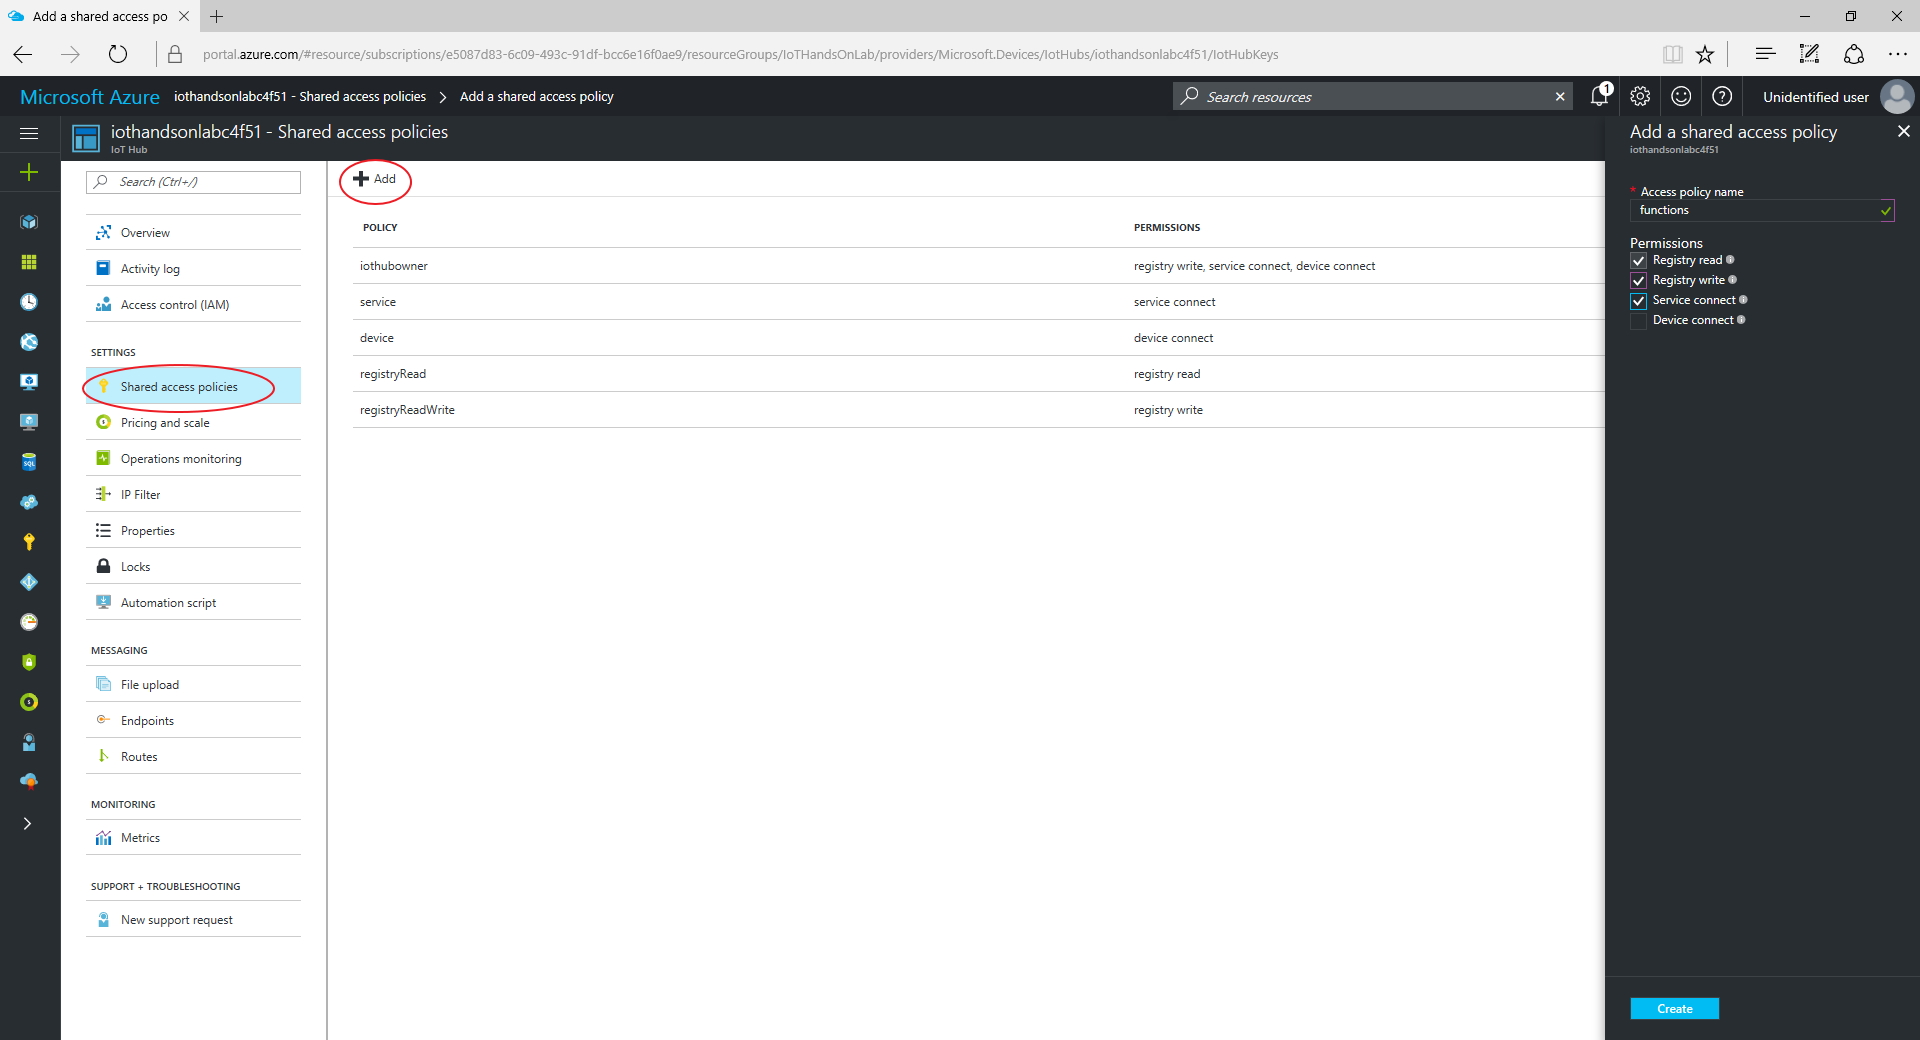 Add a shared access po
portal.azure.com/#resource/subscriptions/e5087d83-6c09-493c-91df-bcc6e16f0ae9/resourceGroups/IoTHandsOnLab/providers/Microsoft.Devices/IotHubs/iothandsonlabc4f51/IotHubKeys
Microsoft Azure iothandsonlabc4f51 - Shared access policies > Add a shared access policy
Search resources
1
Unidentified user
iothandsonlabc4f51 - Shared access policies
IoT Hub
Search (Ctrl+/)
Overview
Activity log
Access control (IAM)
SETTINGS
Shared access policies
Pricing and scale
Operations monitoring
IP Filter
Properties
Locks
Automation script
MESSAGING
File upload
Endpoints
Routes
MONITORING
Metrics
SUPPORT + TROUBLESHOOTING
New support request
SQL
Add
POLICY PERMISSIONS
iothubowner registry write, service connect, device connect
service service connect
device device connect
registryRead registry read
registryReadWrite registry write
Add a shared access policy
iothandsonlabc4f51
* Access policy name
functions
Permissions
Registry read
Registry write
Service connect
Device connect
Create